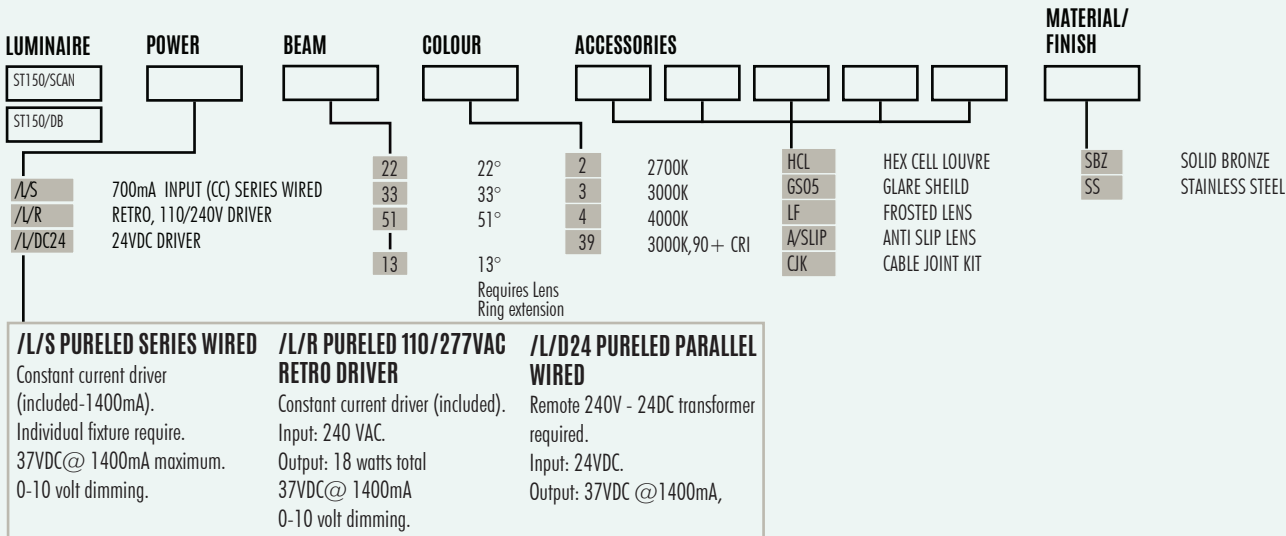 LUMINAIRE
POWER
BEAM
COLOUR
ACCESSORIES
MATERIAL/
FINISH
ST150/SCAN
ST150/DB
/L/S 700mA INPUT (CC) SERIES WIRED
/L/R RETRO, 110/240V DRIVER
/L/DC24 24VDC DRIVER
22 22°
33 33°
51 51°
13 13°
Requires Lens
Ring extension
2 2700K
3 3000K
4 4000K
39 3000K,90+ CRI
HCL HEX CELL LOUVRE
GS05 GLARE SHEILD
LF FROSTED LENS
A/SLIP ANTI SLIP LENS
CJK CABLE JOINT KIT
SBZ SOLID BRONZE
SS STAINLESS STEEL
/L/S PURELED SERIES WIRED
Constant current driver
(included-1400mA).
Individual fixture require.
37VDC@ 1400mA maximum.
0-10 volt dimming.
/L/R PURELED 110/277VAC
RETRO DRIVER
Constant current driver (included).
Input: 240 VAC.
Output: 18 watts total
37VDC@ 1400mA
0-10 volt dimming.
/L/D24 PURELED PARALLEL
WIRED
Remote 240V - 24DC transformer
required.
Input: 24VDC.
Output: 37VDC @1400mA,